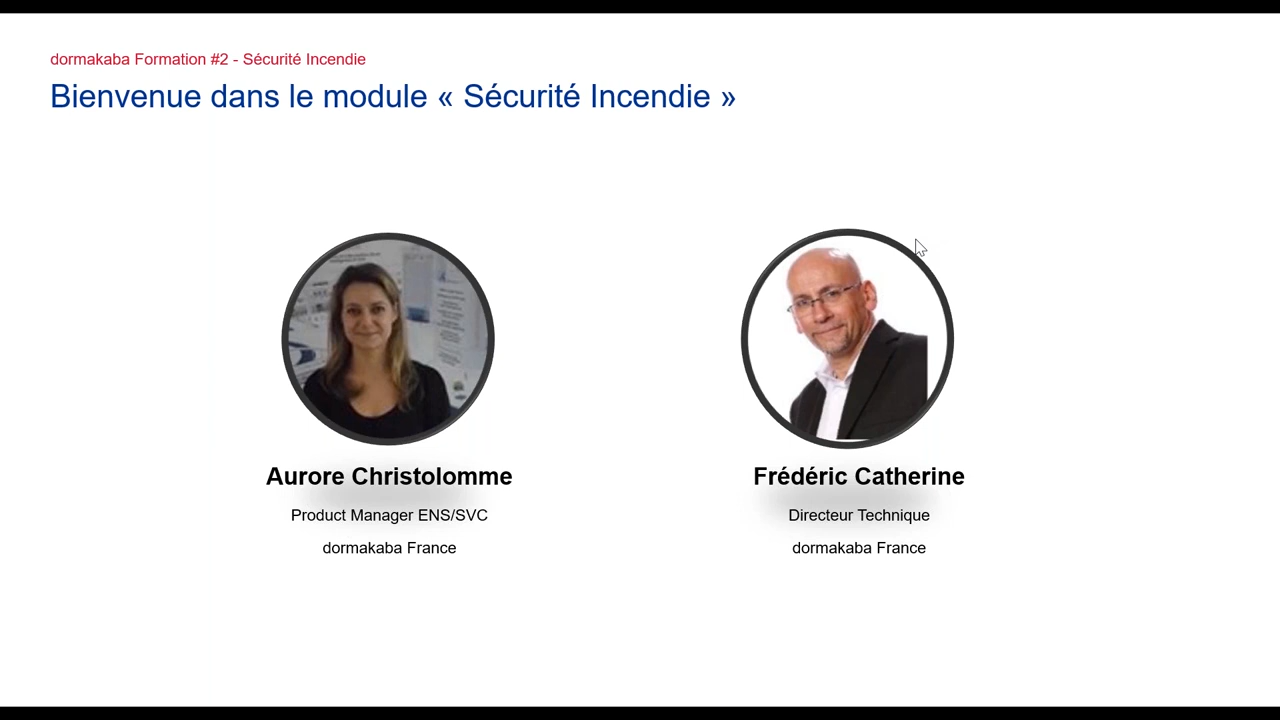 dormakaba Formation #2 - Sécurité Incendie
Bienvenue dans le module « Sécurité Incendie »
Aurore Christolomme
Product Manager ENS/SVC
dormakaba France
Frédéric Catherine
Directeur Technique
dormakaba France